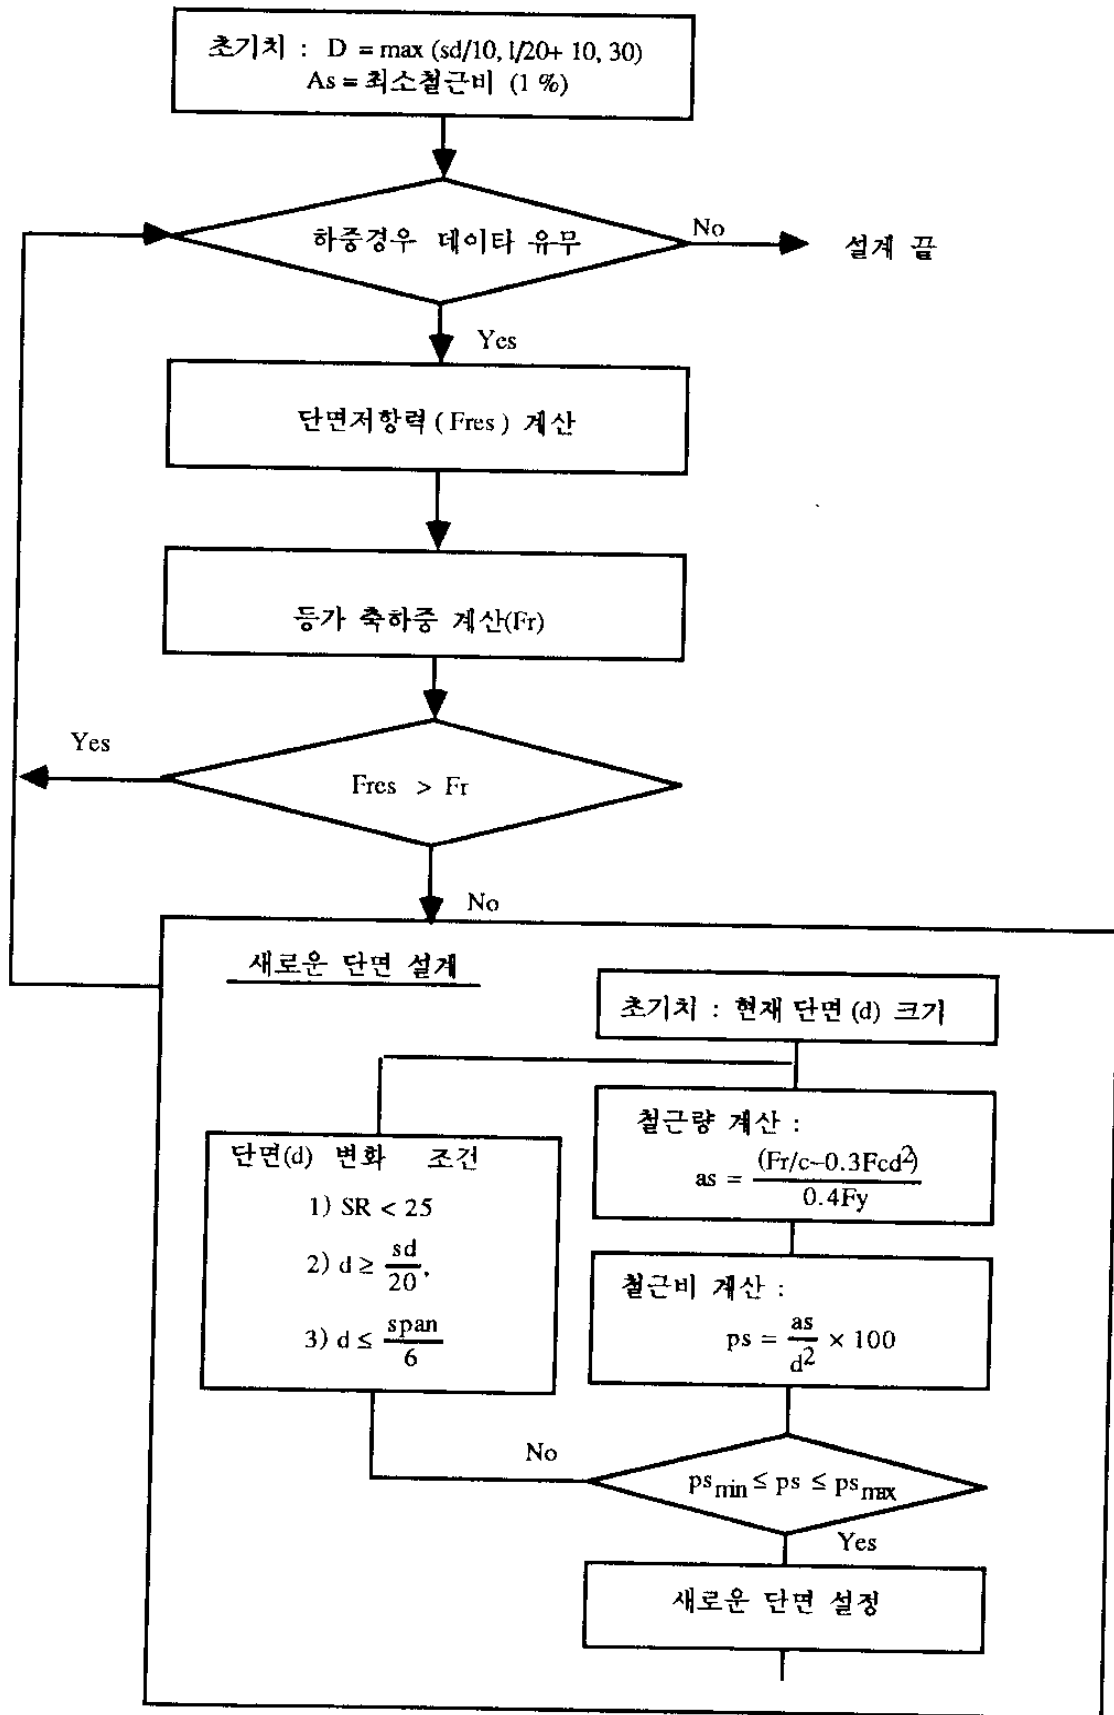 초기치 : D = max (sd/10, l/20+ 10, 30)
As = 최소철근비 (1 %)
하중경우 데이타 유무
No
설계 끝
Yes
단면저항력 ( Fres ) 계산
등가 축하중 계산(Fr)
Yes
Fres > Fr
No
새로운 단면 설계
초기치 : 현재 단면 (d) 크기
철근량 계산 :
as = (Fr/c-0.3Fcd²) / 0.4Fy
단면(d) 변화 조건
1) SR < 25
2) d ≥ sd/20,
3) d ≤ span/6
철근비 계산 :
ps = as/d² × 100
No
ps min ≤ ps ≤ ps max
Yes
새로운 단면 설정